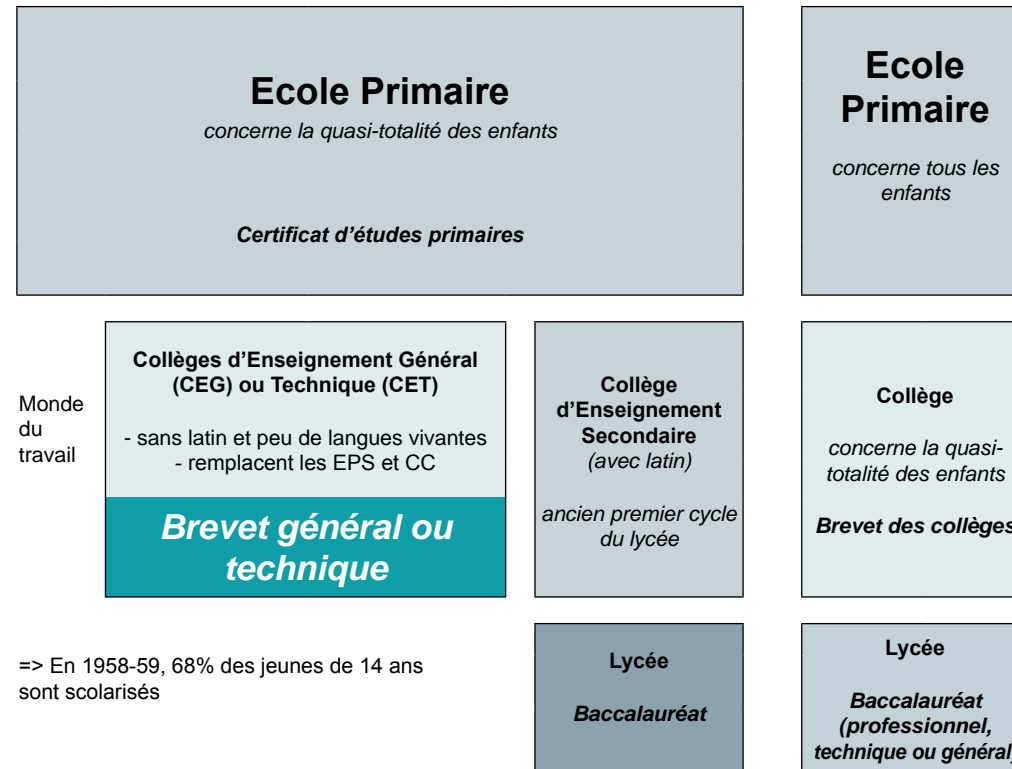 Ecole Primaire
concerne la quasi-totalité des enfants
Certificat d’études primaires
Ecole
Primaire
concerne tous les
enfants
Monde
du
travail
Collèges d’Enseignement Général
(CEG) ou Technique (CET)
- sans latin et peu de langues vivantes
- remplacent les EPS et CC
Brevet général ou
technique
Collège
d’Enseignement
Secondaire
(avec latin)
ancien premier cycle
du lycée
Collège
concerne la quasi-
totalité des enfants
Brevet des collèges
=> En 1958-59, 68% des jeunes de 14 ans
sont scolarisés
Lycée
Baccalauréat
Lycée
Baccalauréat
(professionnel,
technique ou général)